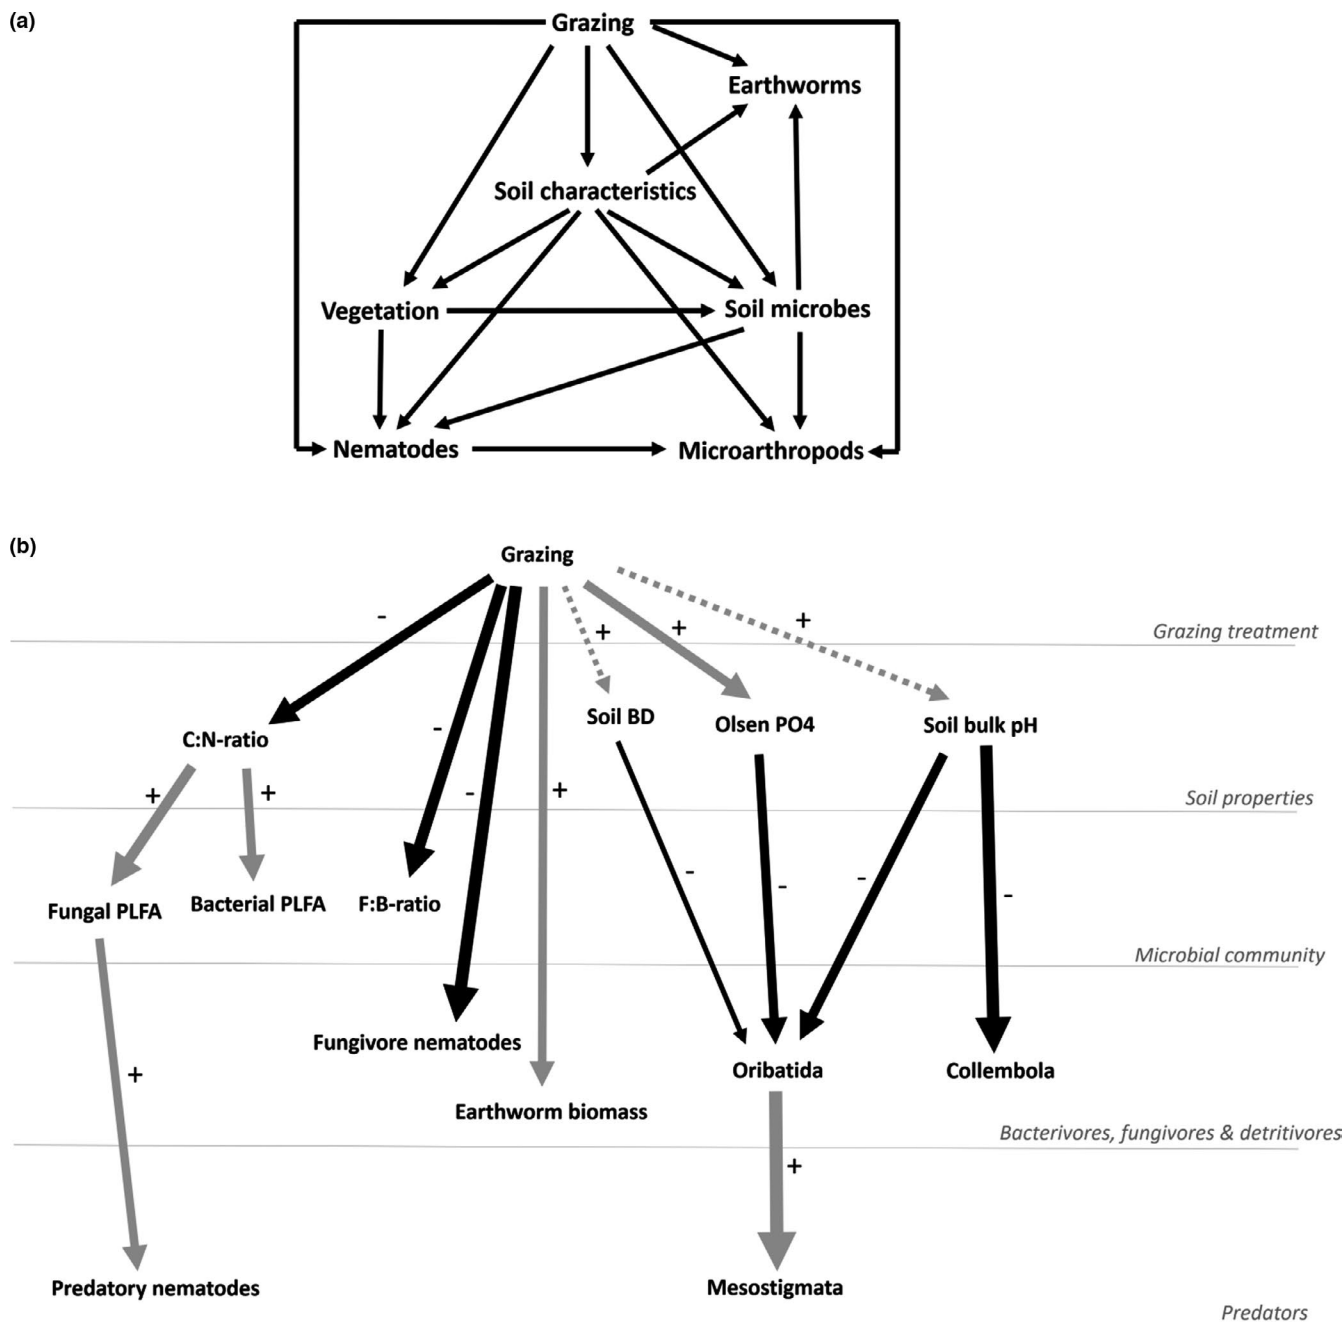 (a)
Grazing
Earthworms
Soil characteristics
Vegetation
Soil microbes
Nematodes
Microarthropods
(b)
Grazing
-
+
+
+
Grazing treatment
Soil BD
Olsen PO4
Soil bulk pH
C:N-ratio
-
+
+
-
+
Soil properties
-
-
-
-
Fungal PLFA
Bacterial PLFA
F:B-ratio
Microbial community
Fungivore nematodes
Oribatida
Collembola
+
Earthworm biomass
Bacterivores, fungivores & detritivores
+
Predatory nematodes
Mesostigmata
Predators